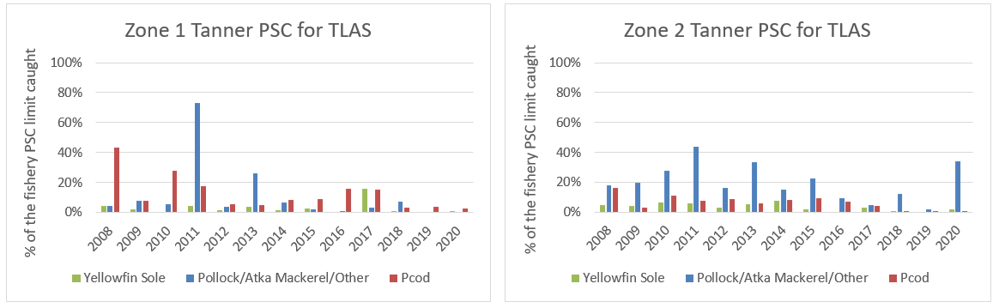 Zone 1 Tanner PSC for TLAS
% of the fishery PSC limit caught
100%
80%
60%
40%
20%
0%
2008 2009 2010 2011 2012 2013 2014 2015 2016 2017 2018 2019 2020
Yellowfin Sole Pollock/Atka Mackerel/Other Pcod
Zone 2 Tanner PSC for TLAS
% of the fishery PSC limit caught
100%
80%
60%
40%
20%
0%
2008 2009 2010 2011 2012 2013 2014 2015 2016 2017 2018 2019 2020
Yellowfin Sole Pollock/Atka Mackerel/Other Pcod